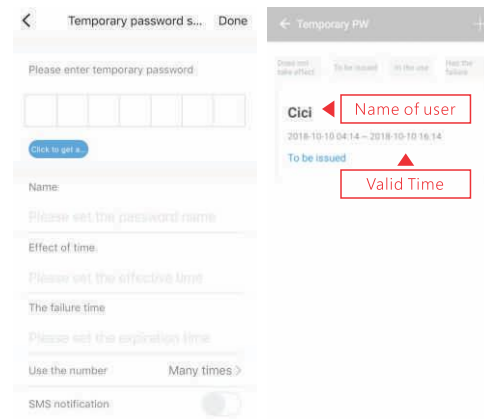 Temporary password s... Done
Please enter temporary password
Click to get a...
Name
Please set the password name
Effect of time
Please set the effective time
The failure time
Please set the expiration time
Use the number Many times >
SMS notification
Temporary PW
Does not take effect
To be issued
In the use
Had the failure
Cici
Name of user
2018-10-10 04:14 ~ 2018-10-10 16:14
To be issued
Valid Time